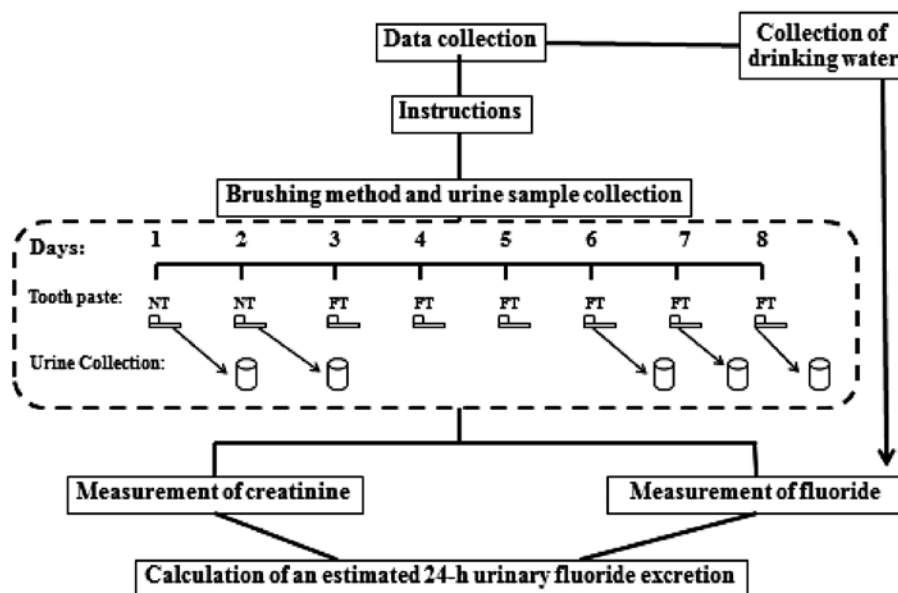 Data collection
Collection of
drinking water
Instructions
Brushing method and urine sample collection
Days: 1 2 3 4 5 6 7 8
Tooth paste: NT NT FT FT FT FT FT FT
Urine Collection:
Measurement of creatinine
Measurement of fluoride
Calculation of an estimated 24-h urinary fluoride excretion